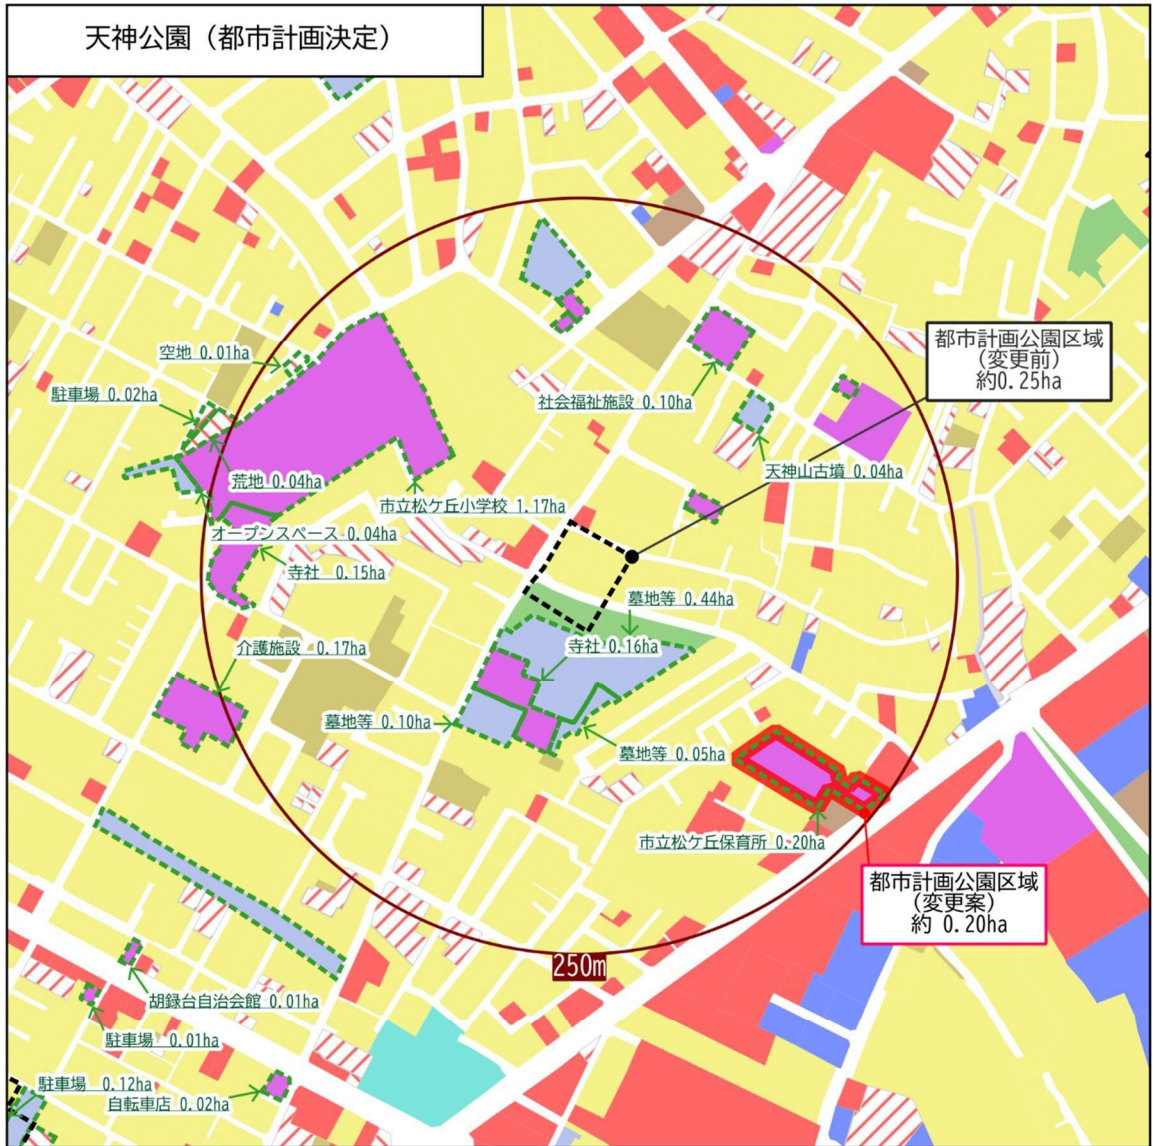 天神公園（都市計画決定）
都市計画公園区域
（変更前）
約0.25ha
空地 0.01ha
駐車場 0.02ha
社会福祉施設 0.10ha
天神山古墳 0.04ha
荒地 0.04ha
市立松ケ丘小学校 1.17ha
オープンスペース 0.04ha
寺社 0.15ha
墓地等 0.44ha
寺社 0.16ha
介護施設 0.17ha
墓地等 0.10ha
墓地等 0.05ha
市立松ケ丘保育所 0.20ha
都市計画公園区域
（変更案）
約 0.20ha
250m
胡録台自治会館 0.01ha
駐車場 0.01ha
駐車場 0.12ha
自転車店 0.02ha